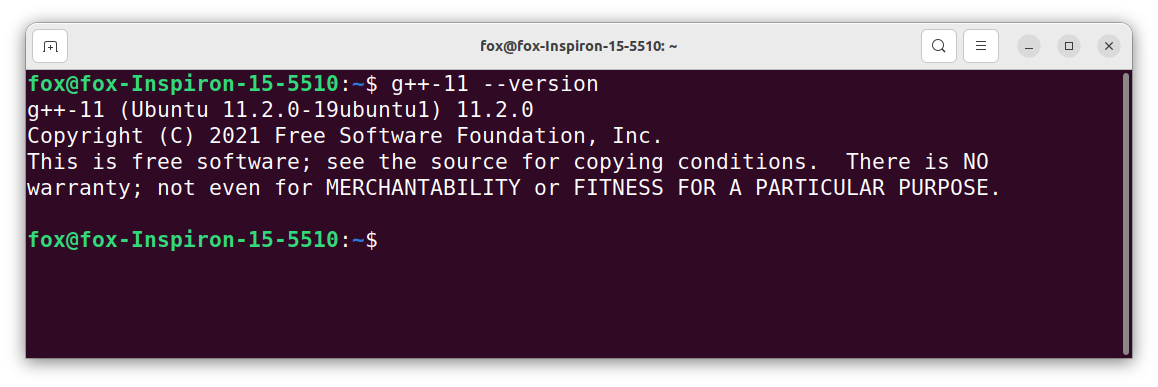 fox@fox-Inspiron-15-5510: ~
fox@fox-Inspiron-15-5510:~$ g++-11 --version
g++-11 (Ubuntu 11.2.0-19ubuntu1) 11.2.0
Copyright (C) 2021 Free Software Foundation, Inc.
This is free software; see the source for copying conditions.  There is NO
warranty; not even for MERCHANTABILITY or FITNESS FOR A PARTICULAR PURPOSE.
fox@fox-Inspiron-15-5510:~$